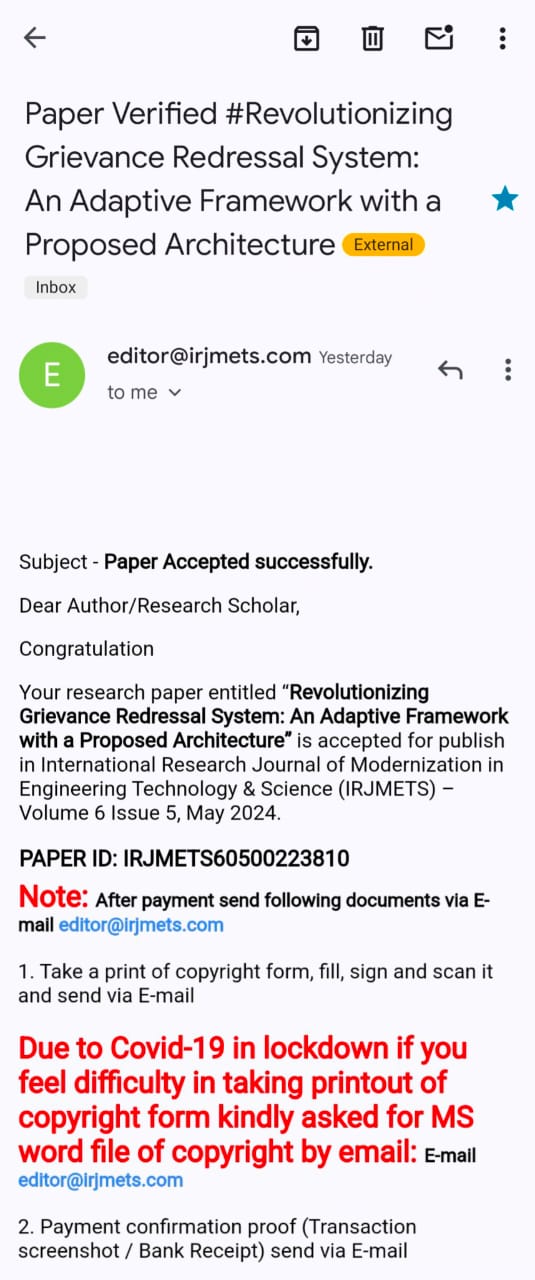 Paper Verified #Revolutionizing
Grievance Redressal System:
An Adaptive Framework with a
Proposed Architecture External
Inbox
E
editor@irjmets.com Yesterday
to me
Subject - Paper Accepted successfully.
Dear Author/Research Scholar,
Congratulation
Your research paper entitled “Revolutionizing
Grievance Redressal System: An Adaptive Framework
with a Proposed Architecture” is accepted for publish
in International Research Journal of Modernization in
Engineering Technology & Science (IRJMETS) –
Volume 6 Issue 5, May 2024.
PAPER ID: IRJMETS60500223810
Note: After payment send following documents via E-
mail editor@irjmets.com
1. Take a print of copyright form, fill, sign and scan it
and send via E-mail
Due to Covid-19 in lockdown if you
feel difficulty in taking printout of
copyright form kindly asked for MS
word file of copyright by email: E-mail
editor@irjmets.com
2. Payment confirmation proof (Transaction
screenshot / Bank Receipt) send via E-mail